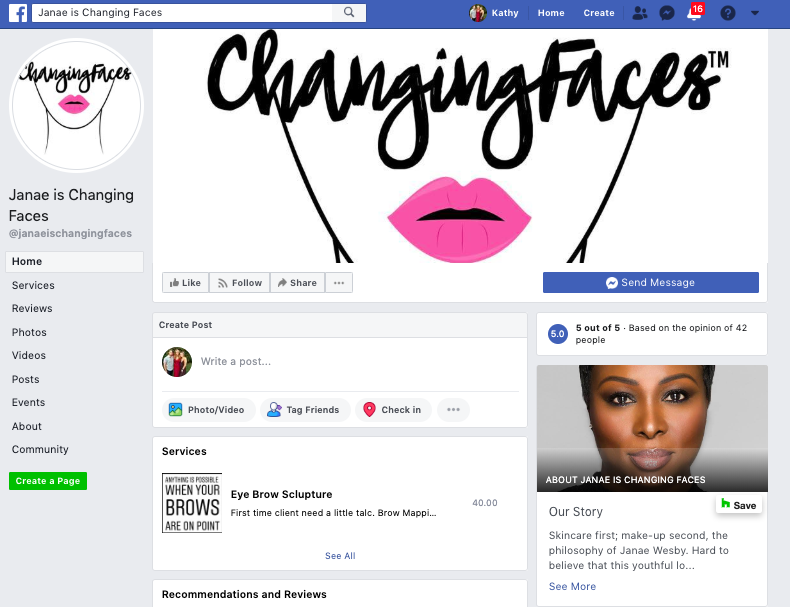 Janae is Changing Faces
Kathy
Home
Create
16
ChangingFaces
ChangingFaces™
Janae is Changing
Faces
@janaeischangingfaces
Home
Services
Reviews
Photos
Videos
Posts
Events
About
Community
Create a Page
Like
Follow
Share
Send Message
Create Post
Write a post...
Photo/Video
Tag Friends
Check in
Services
ANYTHING IS POSSIBLE
WHEN YOUR
BROWS
ARE ON POINT
Eye Brow Sclupture
40.00
First time client need a little talc. Brow Mappi...
See All
Recommendations and Reviews
5.0
5 out of 5 · Based on the opinion of 42
people
ABOUT JANAE IS CHANGING FACES
Save
Our Story
Skincare first; make-up second, the
philosophy of Janae Wesby. Hard to
believe that this youthful lo...
See More